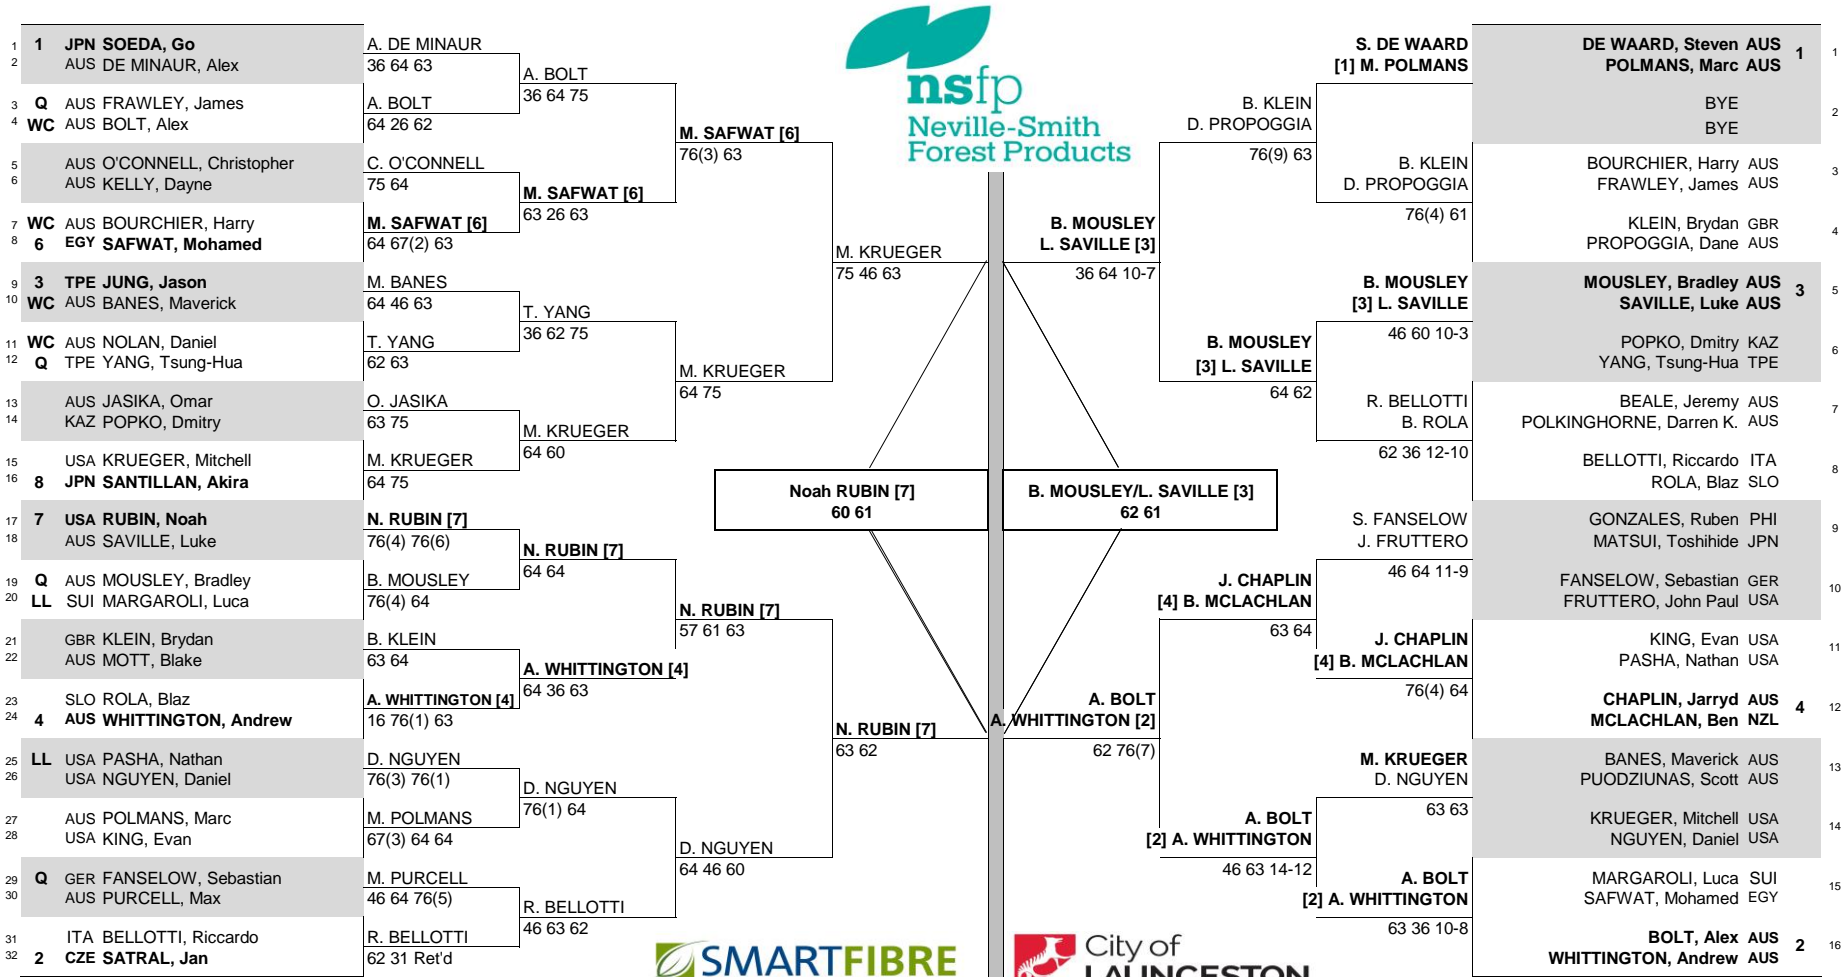 1 1 JPN SOEDA, Go
2 AUS DE MINAUR, Alex
3 Q AUS FRAWLEY, James
4 WC AUS BOLT, Alex
5 AUS O'CONNELL, Christopher
6 AUS KELLY, Dayne
7 WC AUS BOURCHIER, Harry
8 6 EGY SAFWAT, Mohamed
9 3 TPE JUNG, Jason
10 WC AUS BANES, Maverick
11 WC AUS NOLAN, Daniel
12 Q TPE YANG, Tsung-Hua
13 AUS JASIKA, Omar
14 KAZ POPKO, Dmitry
15 USA KRUEGER, Mitchell
16 8 JPN SANTILLAN, Akira
17 7 USA RUBIN, Noah
18 AUS SAVILLE, Luke
19 Q AUS MOUSLEY, Bradley
20 LL SUI MARGAROLI, Luca
21 GBR KLEIN, Brydan
22 AUS MOTT, Blake
23 SLO ROLA, Blaz
24 4 AUS WHITTINGTON, Andrew
25 LL USA PASHA, Nathan
26 USA NGUYEN, Daniel
27 AUS POLMANS, Marc
28 USA KING, Evan
29 Q GER FANSELOW, Sebastian
30 AUS PURCELL, Max
31 ITA BELLOTTI, Riccardo
32 2 CZE SATRAL, Jan
A. DE MINAUR
36 64 63
A. BOLT
64 26 62
C. O'CONNELL
75 64
M. SAFWAT [6]
64 67(2) 63
M. BANES
64 46 63
T. YANG
62 63
O. JASIKA
63 75
M. KRUEGER
64 75
N. RUBIN [7]
76(4) 76(6)
B. MOUSLEY
76(4) 64
B. KLEIN
63 64
A. WHITTINGTON [4]
16 76(1) 63
D. NGUYEN
76(3) 76(1)
M. POLMANS
67(3) 64 64
M. PURCELL
46 64 76(5)
R. BELLOTTI
62 31 Ret'd
A. BOLT
36 64 75
M. SAFWAT [6]
63 26 63
T. YANG
36 62 75
M. KRUEGER
64 60
N. RUBIN [7]
64 64
A. WHITTINGTON [4]
64 36 63
D. NGUYEN
76(1) 64
R. BELLOTTI
46 63 62
M. SAFWAT [6]
76(3) 63
M. KRUEGER
64 75
N. RUBIN [7]
57 61 63
D. NGUYEN
64 46 60
M. KRUEGER
75 46 63
N. RUBIN [7]
63 62
Noah RUBIN [7]
60 61
nsfp
Neville-Smith
Forest Products
SMARTFIBRE
City of
LAUNCESTON
B. MOUSLEY/L. SAVILLE [3]
62 61
B. MOUSLEY
L. SAVILLE [3]
36 64 10-7
A. BOLT
A. WHITTINGTON [2]
62 76(7)
B. KLEIN
D. PROPOGGIA
76(9) 63
B. MOUSLEY
[3] L. SAVILLE
64 62
J. CHAPLIN
[4] B. MCLACHLAN
63 64
A. BOLT
[2] A. WHITTINGTON
46 63 14-12
S. DE WAARD
[1] M. POLMANS
B. KLEIN
D. PROPOGGIA
76(4) 61
B. MOUSLEY
[3] L. SAVILLE
46 60 10-3
R. BELLOTTI
B. ROLA
62 36 12-10
S. FANSELOW
J. FRUTTERO
46 64 11-9
J. CHAPLIN
[4] B. MCLACHLAN
76(4) 64
M. KRUEGER
D. NGUYEN
63 63
A. BOLT
[2] A. WHITTINGTON
63 36 10-8
DE WAARD, Steven AUS 1 1
POLMANS, Marc AUS
BYE 2
BYE
BOURCHIER, Harry AUS 3
FRAWLEY, James AUS
KLEIN, Brydan GBR 4
PROPOGGIA, Dane AUS
MOUSLEY, Bradley AUS 3 5
SAVILLE, Luke AUS
POPKO, Dmitry KAZ 6
YANG, Tsung-Hua TPE
BEALE, Jeremy AUS 7
POLKINGHORNE, Darren K. AUS
BELLOTTI, Riccardo ITA 8
ROLA, Blaz SLO
GONZALES, Ruben PHI 9
MATSUI, Toshihide JPN
FANSELOW, Sebastian GER 10
FRUTTERO, John Paul USA
KING, Evan USA 11
PASHA, Nathan USA
CHAPLIN, Jarryd AUS 4 12
MCLACHLAN, Ben NZL
BANES, Maverick AUS 13
PUODZIUNAS, Scott AUS
KRUEGER, Mitchell USA 14
NGUYEN, Daniel USA
MARGAROLI, Luca SUI 15
SAFWAT, Mohamed EGY
BOLT, Alex AUS 2 16
WHITTINGTON, Andrew AUS